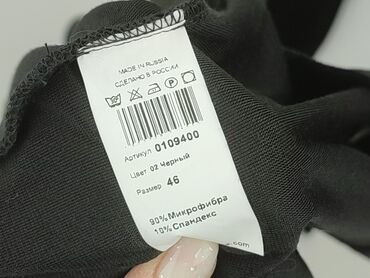 MADE IN RUSSIA
СДЕЛАНО В РОССИИ
Артикул 0109400
Цвет 02 Черный
Размер 46
90% Микрофибра
10% Спандекс